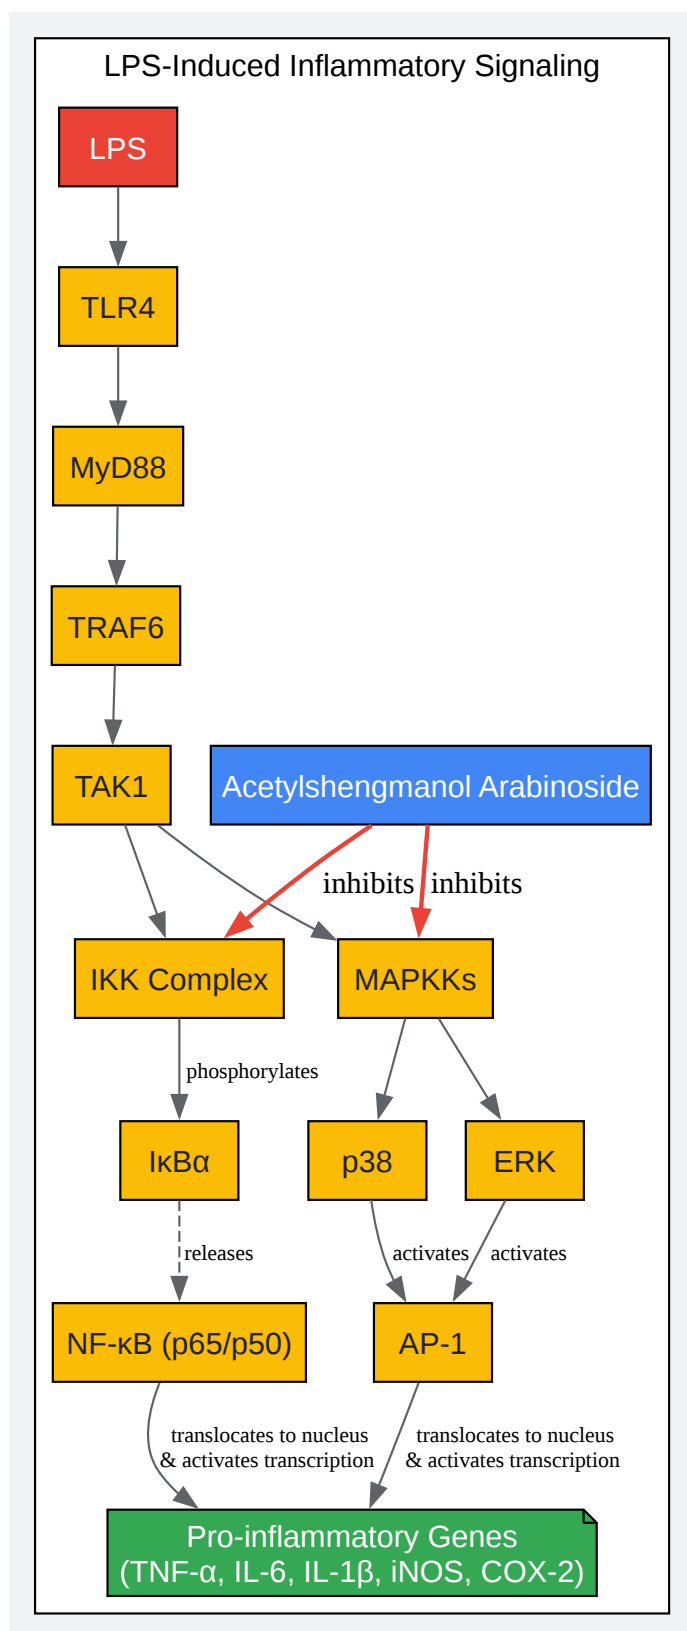 LPS-Induced Inflammatory Signaling
LPS
TLR4
MyD88
TRAF6
TAK1
Acetylshengmanol Arabinoside
inhibits
inhibits
IKK Complex
MAPKKs
phosphorylates
IκBα
p38
ERK
releases
activates
activates
NF-κB (p65/p50)
AP-1
translocates to nucleus
& activates transcription
translocates to nucleus
& activates transcription
Pro-inflammatory Genes
(TNF-α, IL-6, IL-1β, iNOS, COX-2)